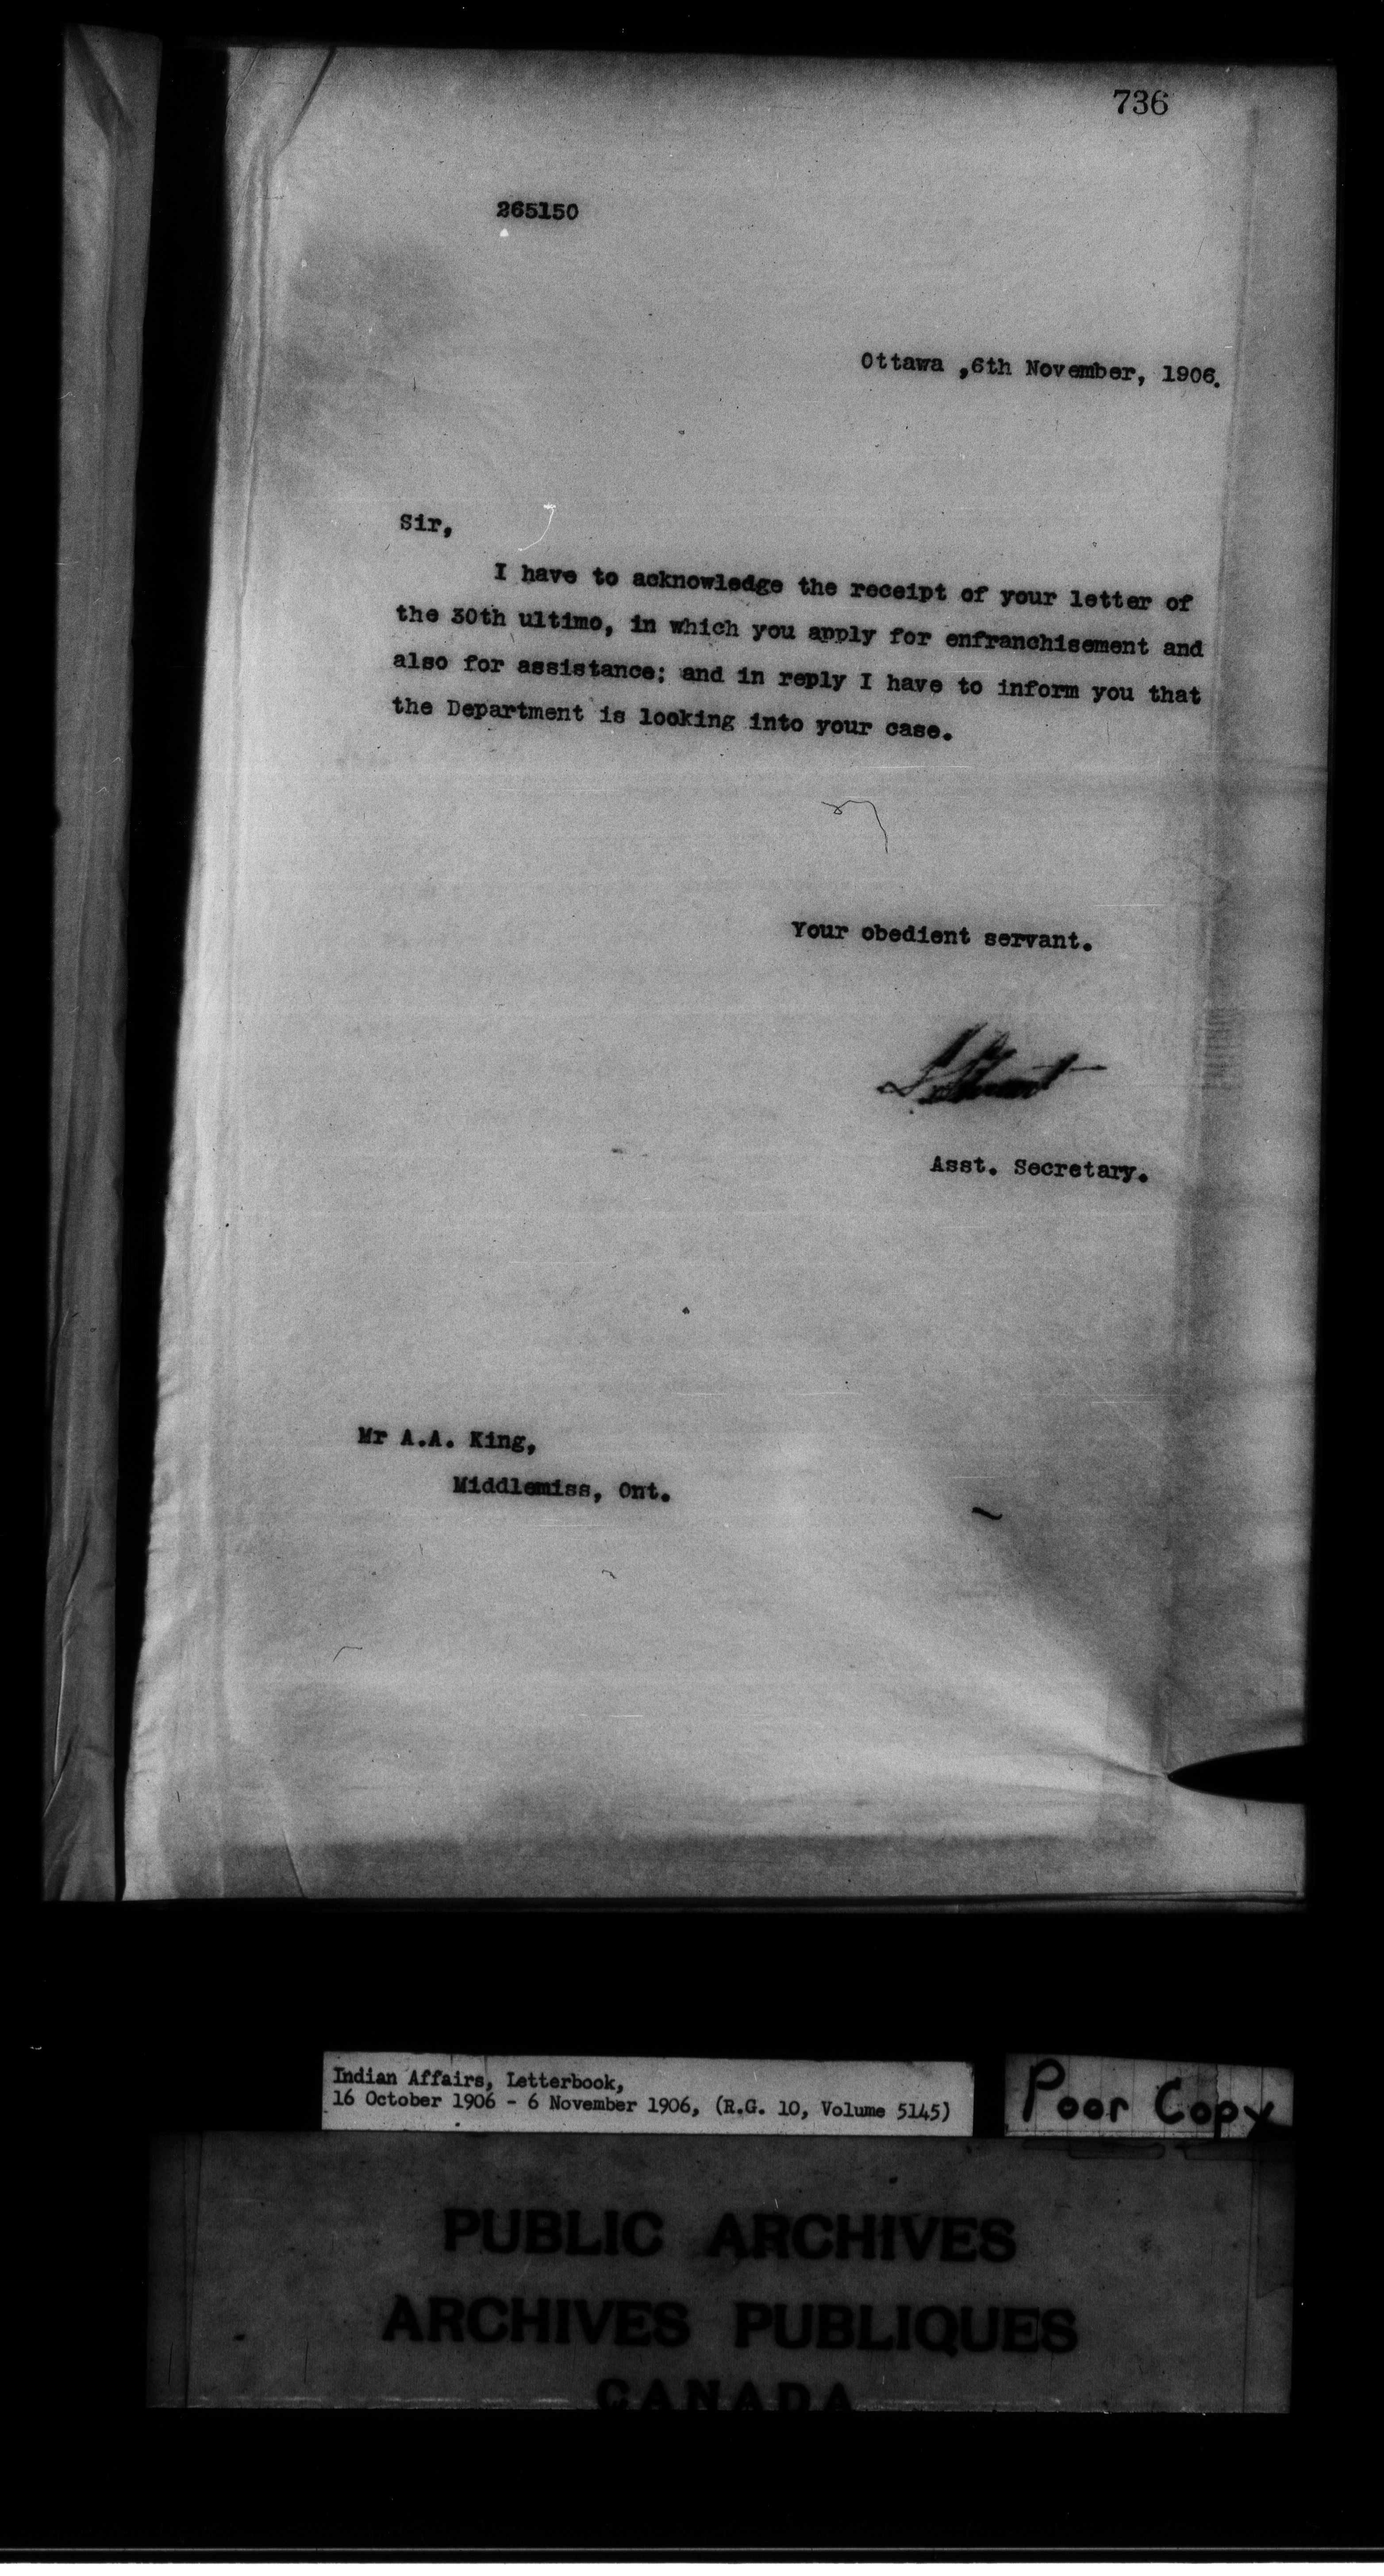 736
265150
Ottawa ,6th November, 1906.
Sir,
I have to acknowledge the receipt of your letter of
the 30th ultimo, in which you apply for enfranchisement and
also for assistance; and in reply I have to inform you that
the Department is looking into your case.
Your obedient servant.
Asst. Secretary.
Mr A.A. King,
Middlemiss, Ont.
Indian Affairs, Letterbook,
16 October 1906 - 6 November 1906, (R.G. 10, Volume 5145)
Poor Copy
PUBLIC ARCHIVES
ARCHIVES PUBLIQUES
CANADA